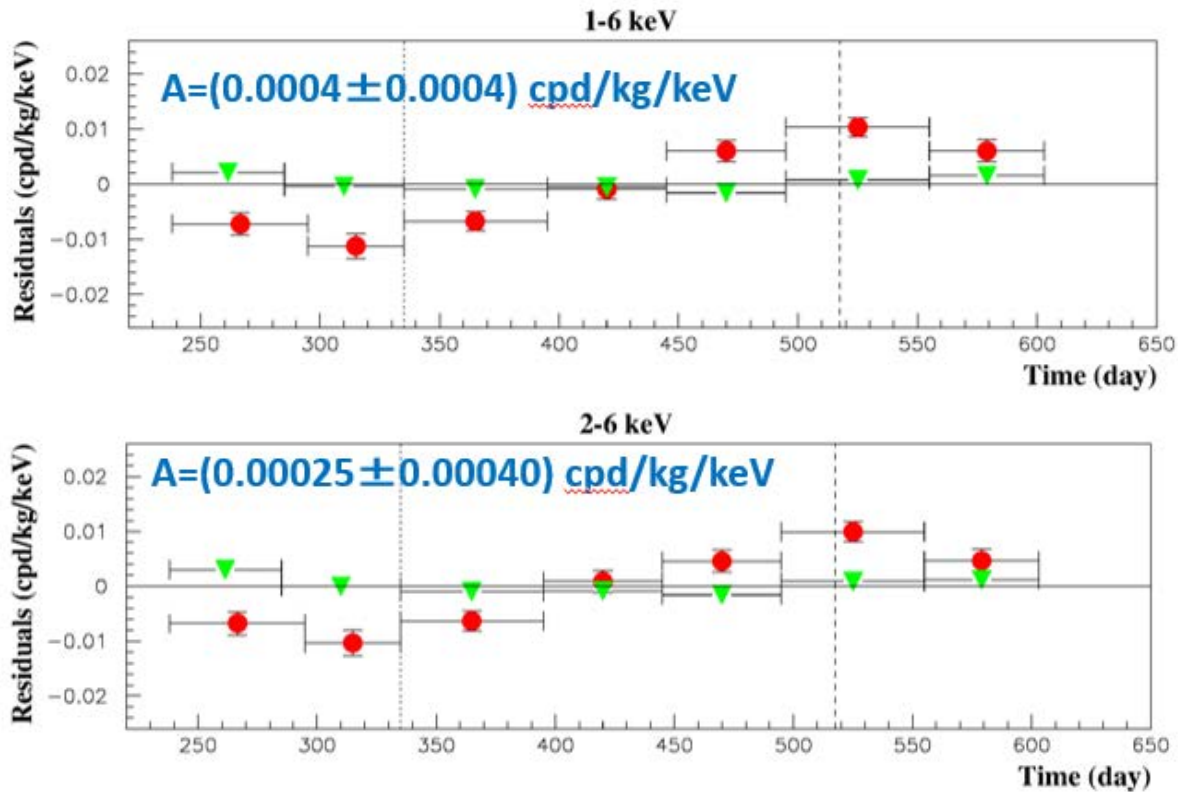 1-6 keV
Residuals (cpd/kg/keV)
A=(0.0004±0.0004) cpd/kg/keV
0.02
0.01
0
−0.01
−0.02
250 300 350 400 450 500 550 600 650
Time (day)
2-6 keV
Residuals (cpd/kg/keV)
A=(0.00025±0.00040) cpd/kg/keV
0.02
0.01
0
−0.01
−0.02
250 300 350 400 450 500 550 600 650
Time (day)